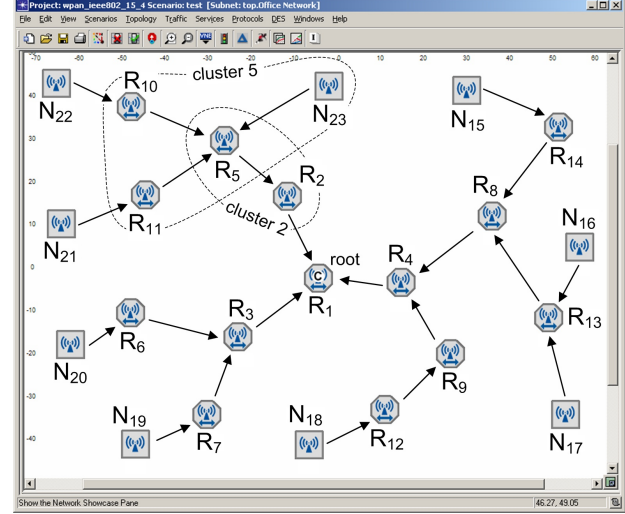 Project: wpan_ieee802_15_4 Scenario: test [Subnet: top.Office Network]
File Edit View Scenarios Topology Traffic Services Protocols DES Windows Help
-70 -60 -50 -40 -30 -20 -10 0 10 20 30 40 50 60
40
30
20
10
0
-10
-20
-30
-40
R10
cluster 5
N22
N23
N15
R14
R5
R2
R8
R11
cluster 2
N21
N16
root
R4
R1
R3
R13
R6
N20
R9
N19
N18
R7
R12
N17
Show the Network Showcase Pane
46.27, 49.05